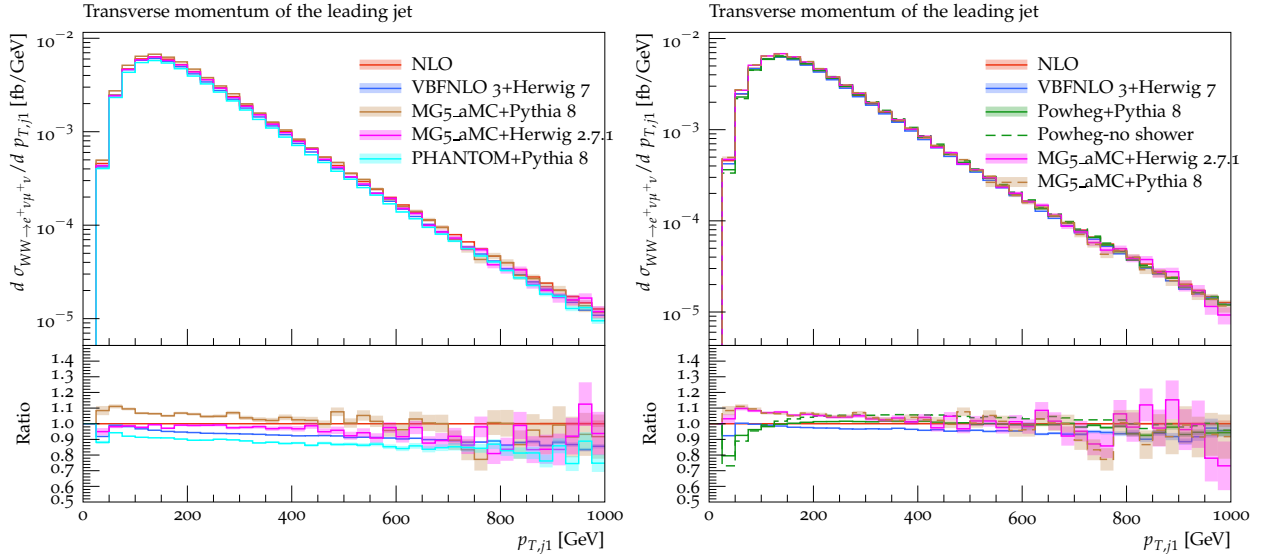 Transverse momentum of the leading jet
10⁻²
10⁻³
10⁻⁴
10⁻⁵
d σ_{WW→e⁺νμ⁺ν}/d p_{T,j1} [fb/GeV]
NLO
VBFNLO 3+Herwig 7
MG5_aMC+Pythia 8
MG5_aMC+Herwig 2.7.1
PHANTOM+Pythia 8
1.4
1.3
1.2
1.1
1.0
0.9
0.8
0.7
0.6
0.5
Ratio
0 200 400 600 800 1000
p_{T,j1} [GeV]
Transverse momentum of the leading jet
10⁻²
10⁻³
10⁻⁴
10⁻⁵
d σ_{WW→e⁺νμ⁺ν}/d p_{T,j1} [fb/GeV]
NLO
VBFNLO 3+Herwig 7
Powheg+Pythia 8
Powheg-no shower
MG5_aMC+Herwig 2.7.1
MG5_aMC+Pythia 8
1.4
1.3
1.2
1.1
1.0
0.9
0.8
0.7
0.6
0.5
Ratio
0 200 400 600 800 1000
p_{T,j1} [GeV]